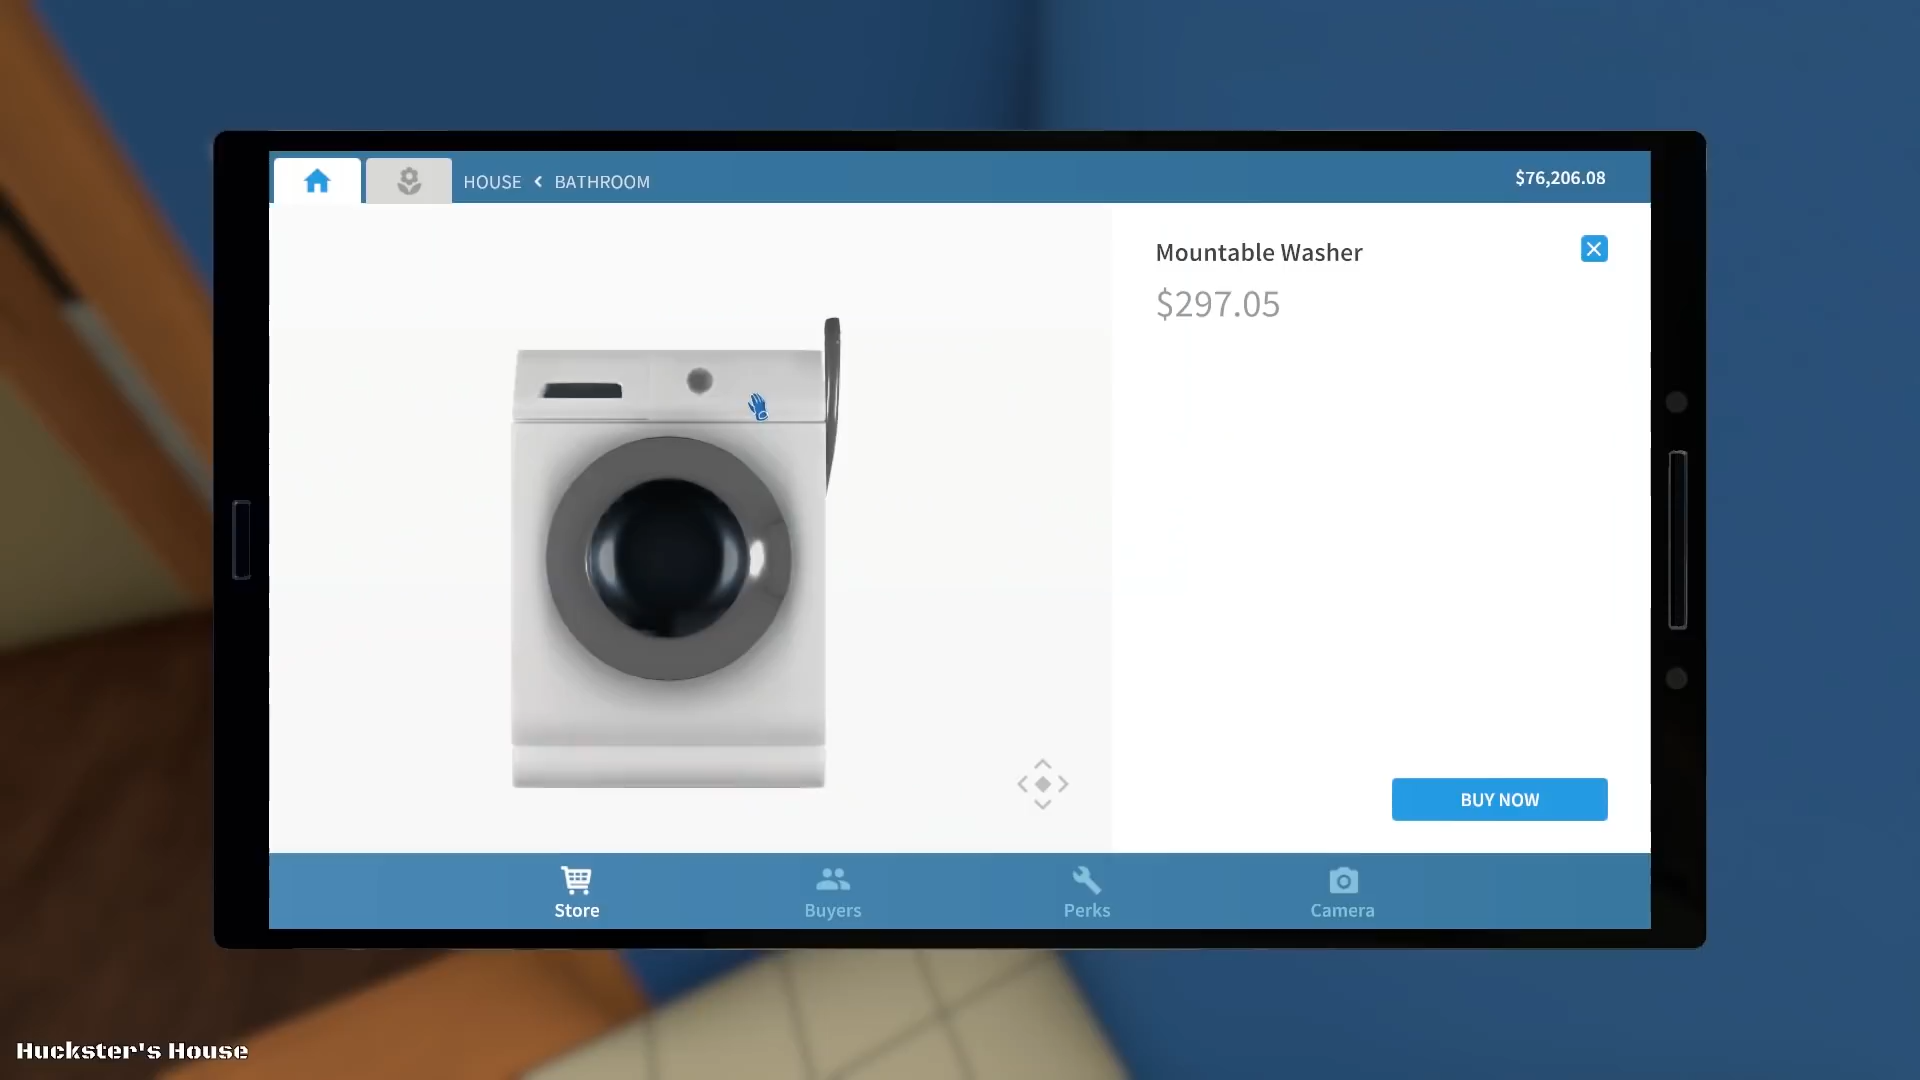 HOUSE < BATHROOM
$76,206.08
Mountable Washer
$297.05
BUY NOW
Store
Buyers
Perks
Camera
Huckster's House